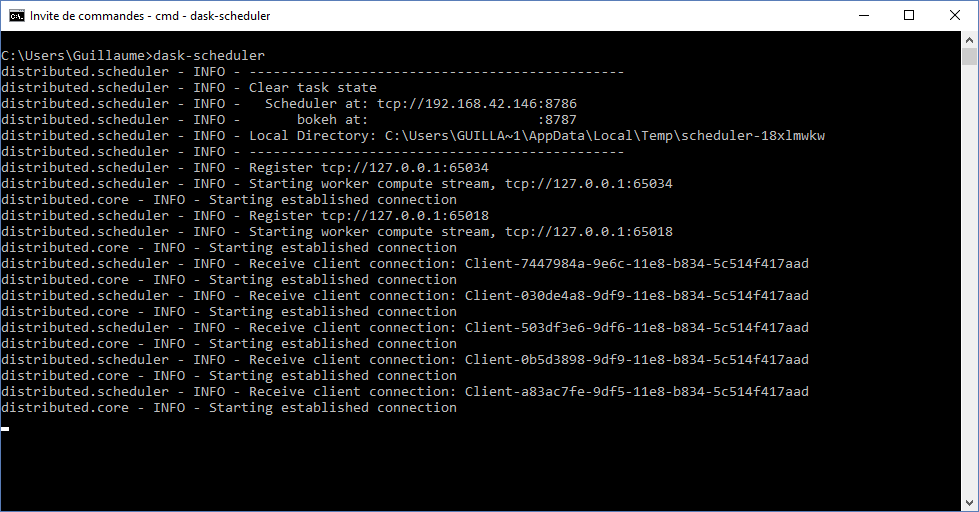 Invite de commandes - cmd - dask-scheduler
C:\Users\Guillaume>dask-scheduler
distributed.scheduler - INFO - -----------------------------------------------
distributed.scheduler - INFO - Clear task state
distributed.scheduler - INFO -   Scheduler at: tcp://192.168.42.146:8786
distributed.scheduler - INFO -       bokeh at:                     :8787
distributed.scheduler - INFO - Local Directory: C:\Users\GUILLA~1\AppData\Local\Temp\scheduler-18xlmwkw
distributed.scheduler - INFO - -----------------------------------------------
distributed.scheduler - INFO - Register tcp://127.0.0.1:65034
distributed.scheduler - INFO - Starting worker compute stream, tcp://127.0.0.1:65034
distributed.core - INFO - Starting established connection
distributed.scheduler - INFO - Register tcp://127.0.0.1:65018
distributed.scheduler - INFO - Starting worker compute stream, tcp://127.0.0.1:65018
distributed.core - INFO - Starting established connection
distributed.scheduler - INFO - Receive client connection: Client-7447984a-9e6c-11e8-b834-5c514f417aad
distributed.core - INFO - Starting established connection
distributed.scheduler - INFO - Receive client connection: Client-030de4a8-9df9-11e8-b834-5c514f417aad
distributed.core - INFO - Starting established connection
distributed.scheduler - INFO - Receive client connection: Client-503df3e6-9df6-11e8-b834-5c514f417aad
distributed.core - INFO - Starting established connection
distributed.scheduler - INFO - Receive client connection: Client-0b5d3898-9df9-11e8-b834-5c514f417aad
distributed.core - INFO - Starting established connection
distributed.scheduler - INFO - Receive client connection: Client-a83ac7fe-9df5-11e8-b834-5c514f417aad
distributed.core - INFO - Starting established connection